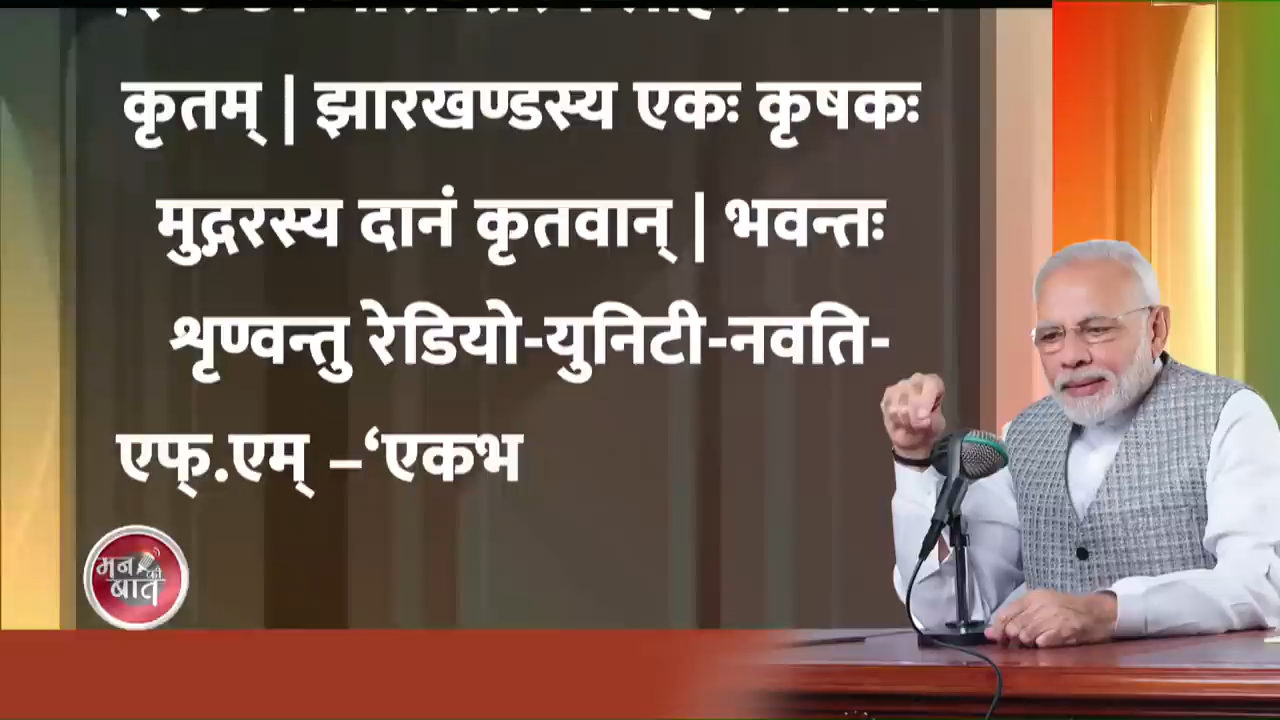 कृतम् | झारखण्डस्य एकः कृषकः
मुद्गरस्य दानं कृतवान् | भवन्तः
शृण्वन्तु रेडियो-युनिटी-नवति-
एफ्.एम् –‘एकभ
मन
की
बात